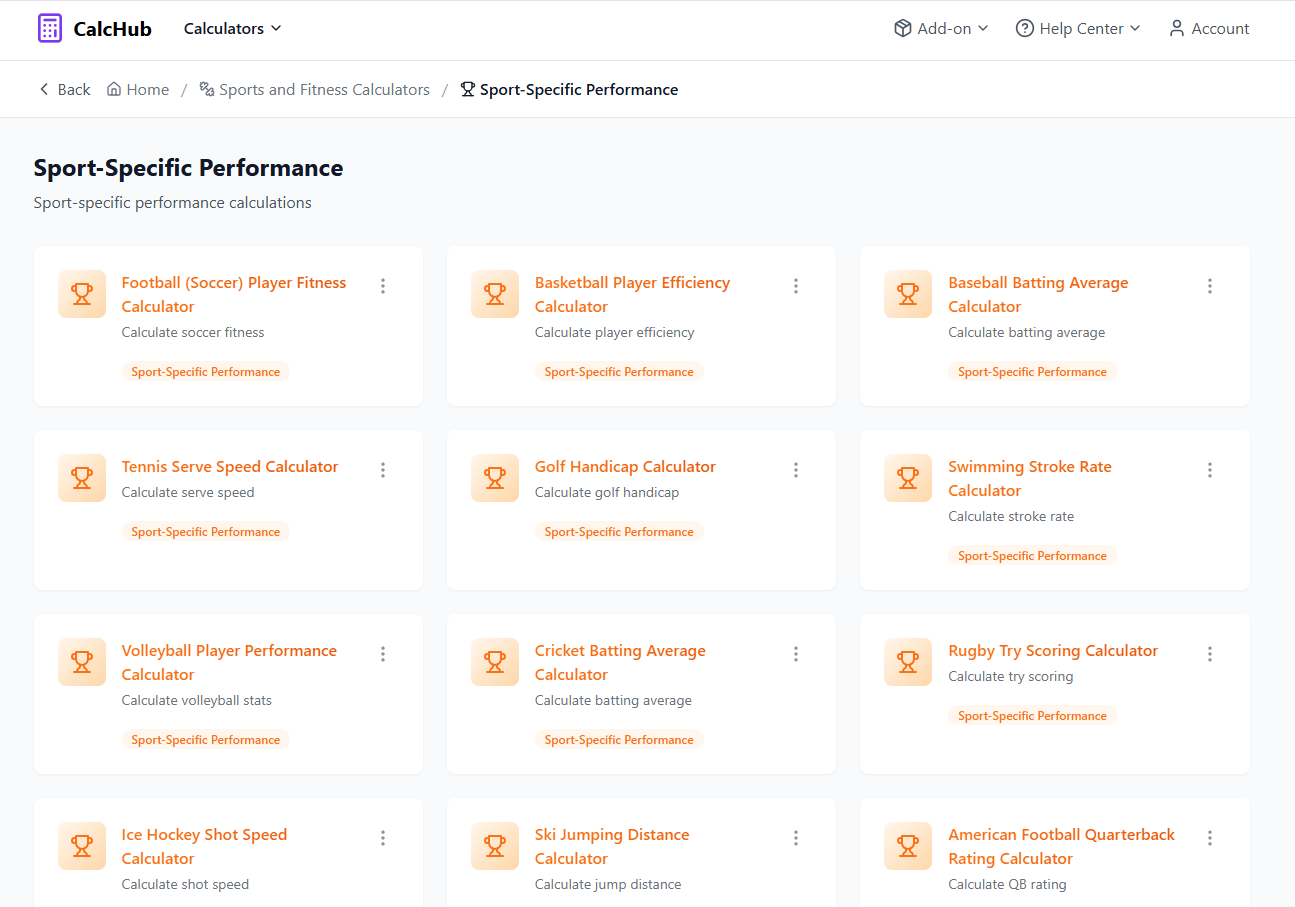 CalcHub Calculators Add-on Help Center Account
Back Home / Sports and Fitness Calculators / Sport-Specific Performance
Sport-Specific Performance
Sport-specific performance calculations
Football (Soccer) Player Fitness
Calculator
Calculate soccer fitness
Sport-Specific Performance
Basketball Player Efficiency
Calculator
Calculate player efficiency
Sport-Specific Performance
Baseball Batting Average
Calculator
Calculate batting average
Sport-Specific Performance
Tennis Serve Speed Calculator
Calculate serve speed
Sport-Specific Performance
Golf Handicap Calculator
Calculate golf handicap
Sport-Specific Performance
Swimming Stroke Rate
Calculator
Calculate stroke rate
Sport-Specific Performance
Volleyball Player Performance
Calculator
Calculate volleyball stats
Sport-Specific Performance
Cricket Batting Average
Calculator
Calculate batting average
Sport-Specific Performance
Rugby Try Scoring Calculator
Calculate try scoring
Sport-Specific Performance
Ice Hockey Shot Speed
Calculator
Calculate shot speed
Ski Jumping Distance
Calculator
Calculate jump distance
American Football Quarterback
Rating Calculator
Calculate QB rating